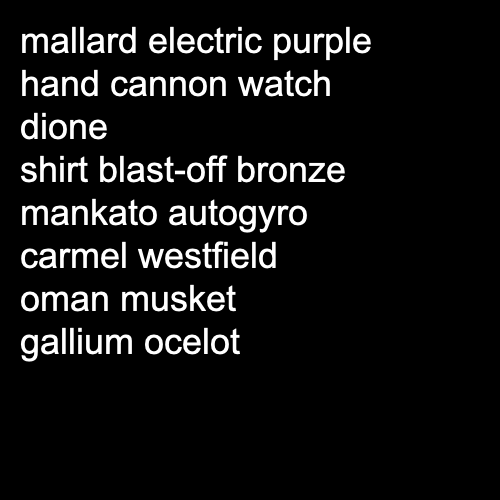 mallard electric purple
hand cannon watch
dione
shirt blast-off bronze
mankato autogyro
carmel westfield
oman musket
gallium ocelot